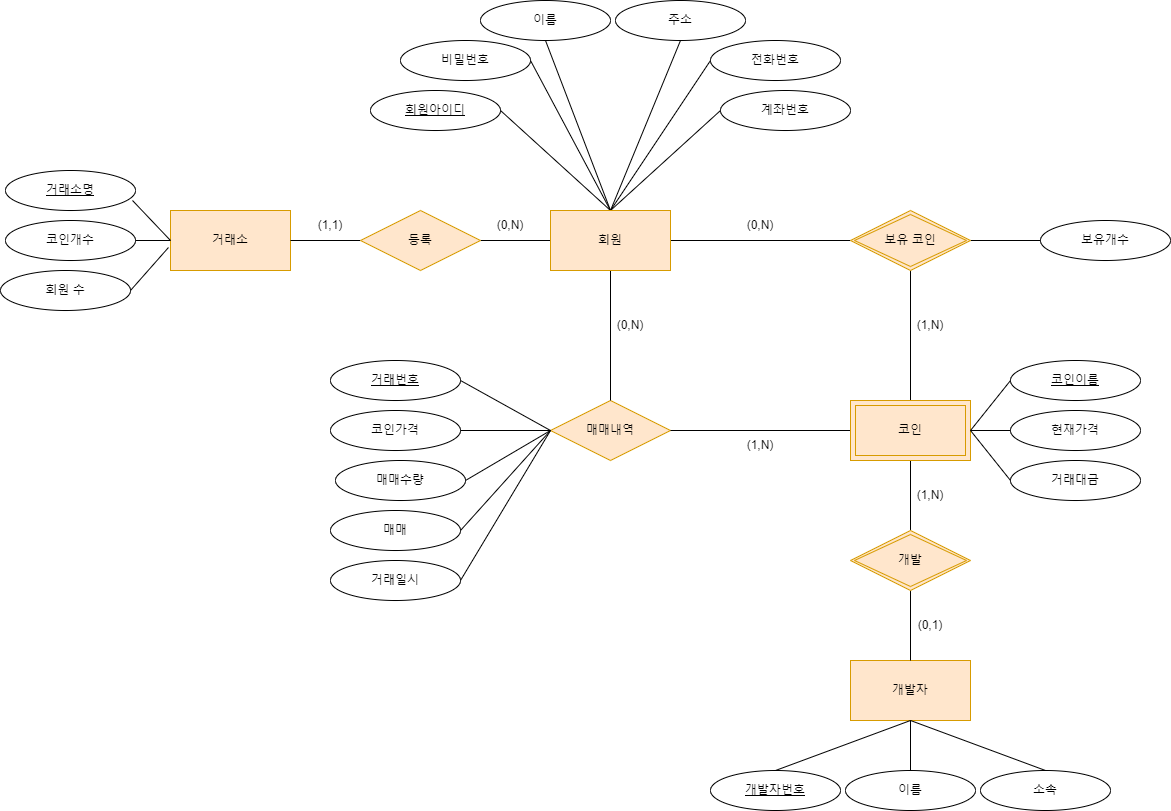 이름
주소
비밀번호
전화번호
회원아이디
계좌번호
거래소명
코인개수
회원 수
거래소
(1,1)
등록
(0,N)
회원
(0,N)
보유 코인
보유개수
(0,N)
(1,N)
거래번호
코인가격
매매수량
매매
거래일시
매매내역
(1,N)
코인
코인이름
현재가격
거래대금
(1,N)
개발
(0,1)
개발자
개발자번호
이름
소속